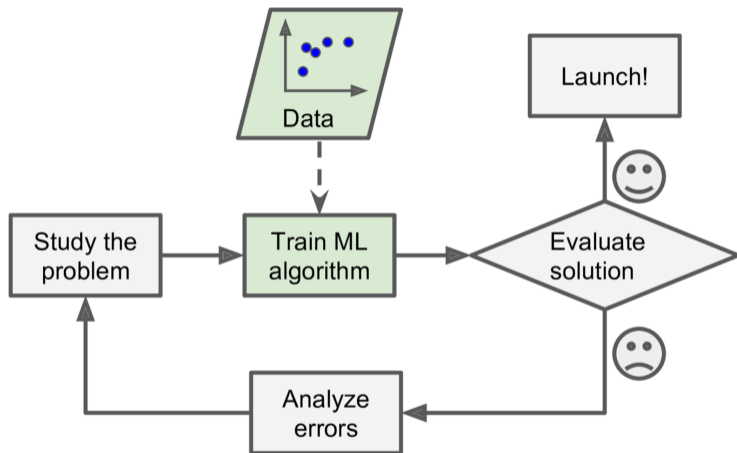 Data
Launch!
Study the
problem
Train ML
algorithm
Evaluate
solution
Analyze
errors